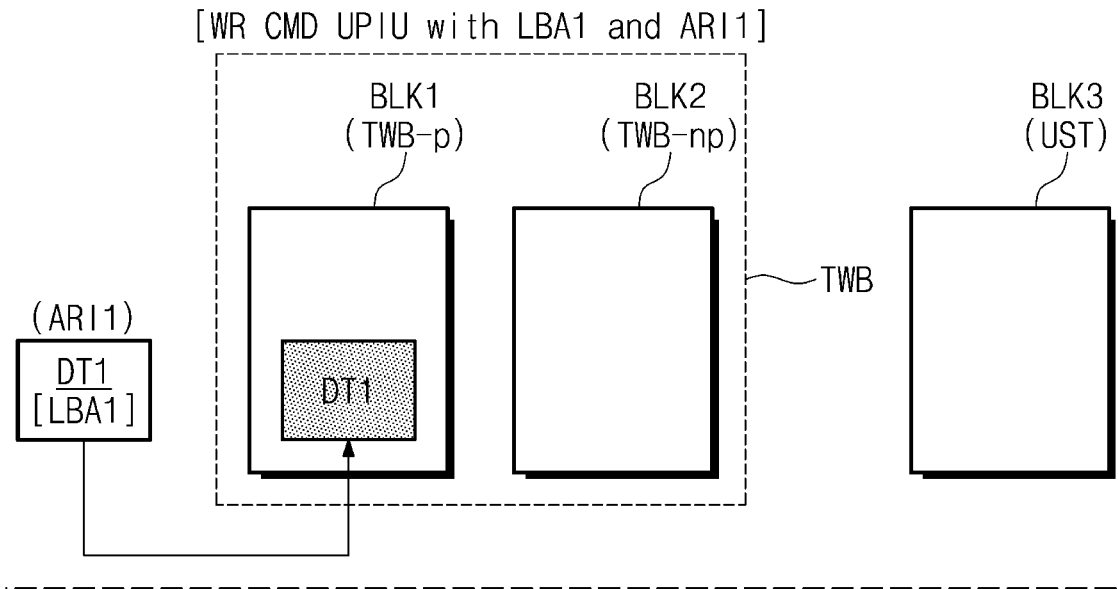 [WR CMD UPIU with LBA1 and ARI1]
BLK1
(TWB-p)
BLK2
(TWB-np)
BLK3
(UST)
TWB
(ARI1)
DT1
[LBA1]
DT1